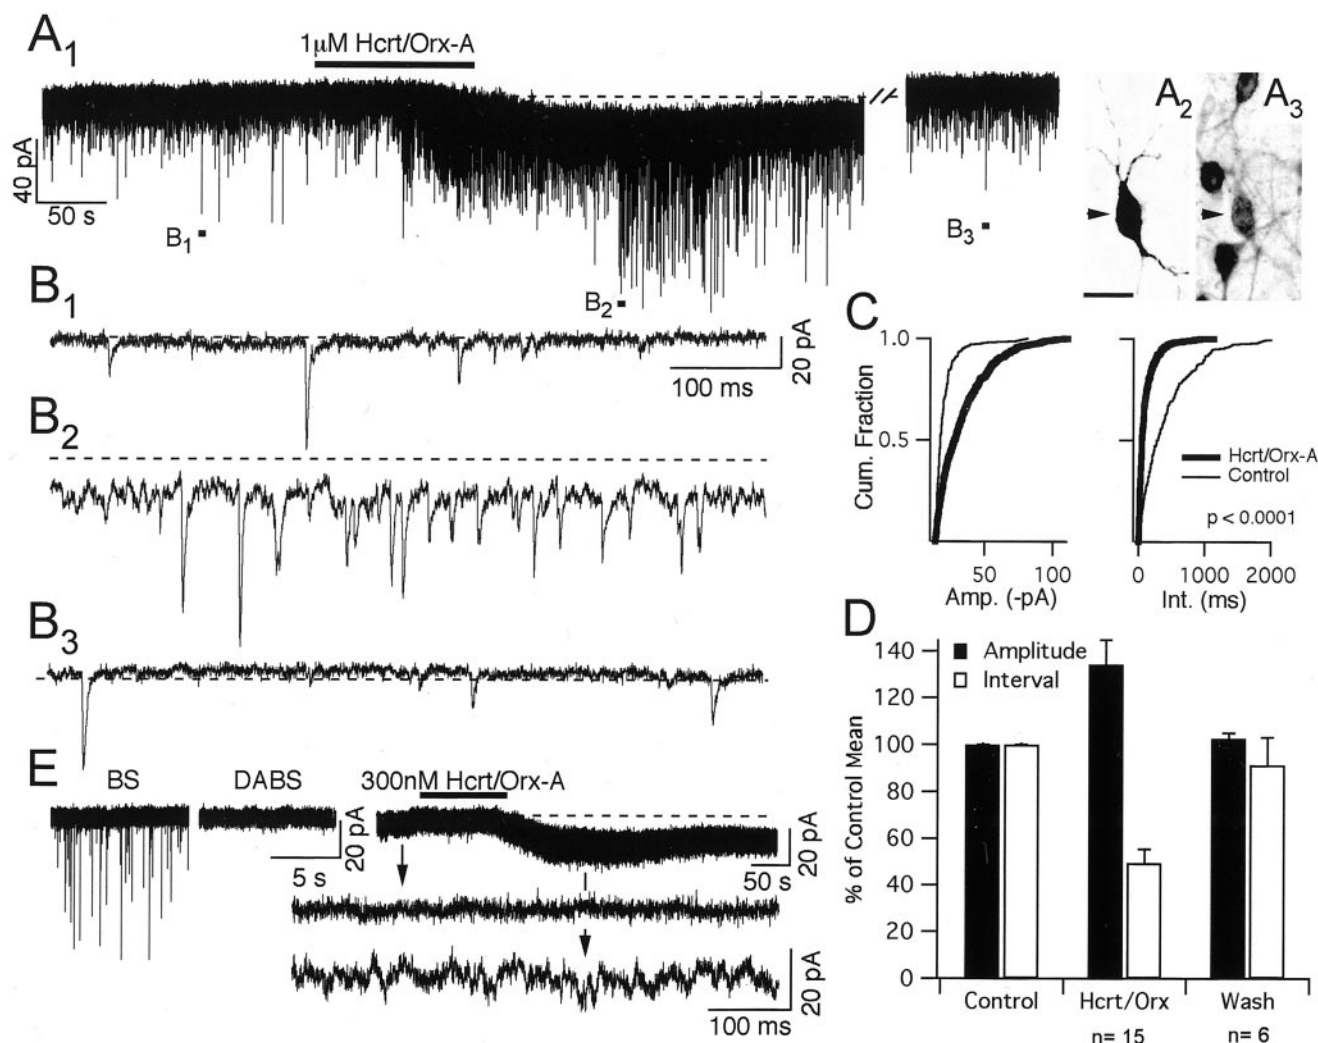 A1
1μM Hcrt/Orx-A
40 pA
50 s
B1
B2
B3
A2
A3
B1
20 pA
100 ms
B2
B3
C
Cum. Fraction
1.0
0.5
50
100
Amp. (-pA)
0
1000
2000
Int. (ms)
Hcrt/Orx-A
Control
p < 0.0001
D
Amplitude
Interval
% of Control Mean
140
120
100
80
60
40
20
0
Control
Hcrt/Orx
Wash
n= 15
n= 6
E
BS
DABS
20 pA
5 s
300nM Hcrt/Orx-A
20 pA
50 s
20 pA
100 ms